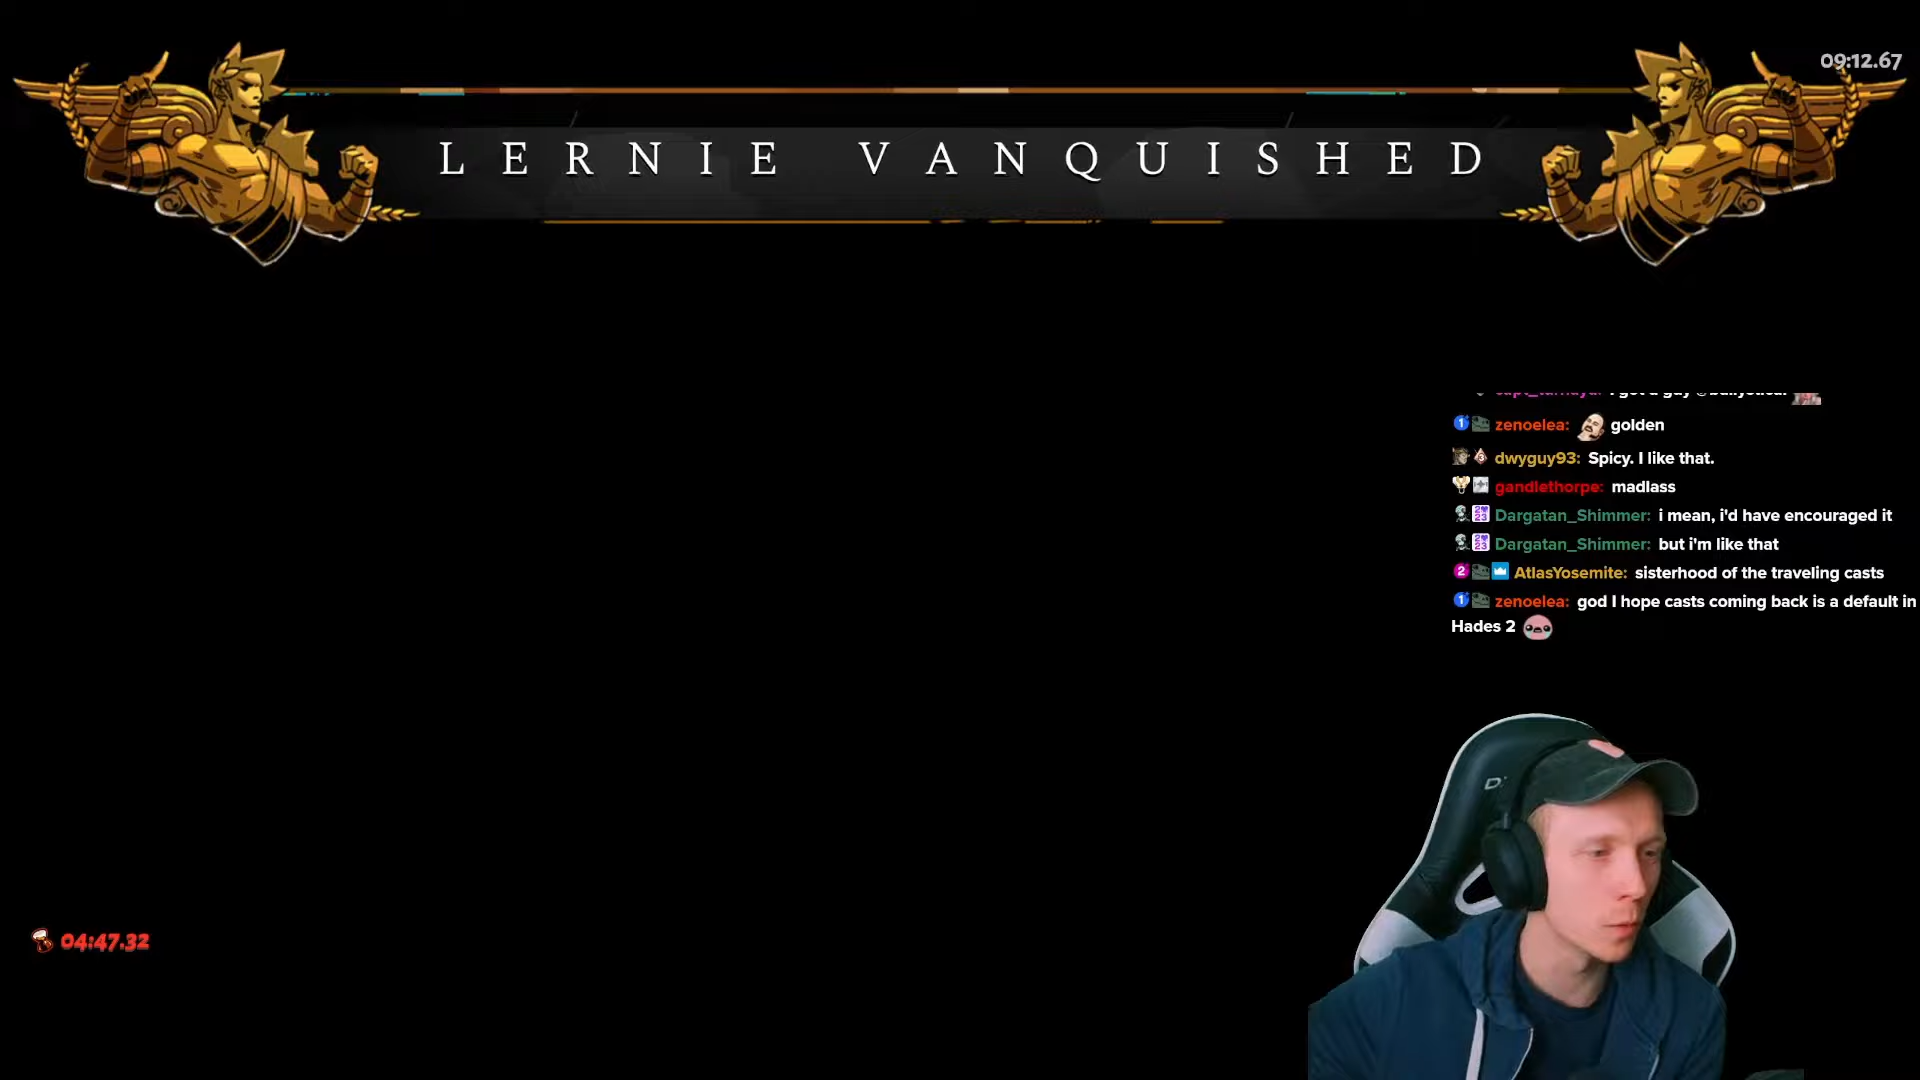 09:12.67
LERNIE VANQUISHED
zenoelea: golden
dwyguy93: Spicy. I like that.
gandlethorpe: madlass
Dargatan_Shimmer: i mean, i'd have encouraged it
Dargatan_Shimmer: but i'm like that
AtlasYosemite: sisterhood of the traveling casts
zenoelea: god I hope casts coming back is a default in
Hades 2
04:47.32